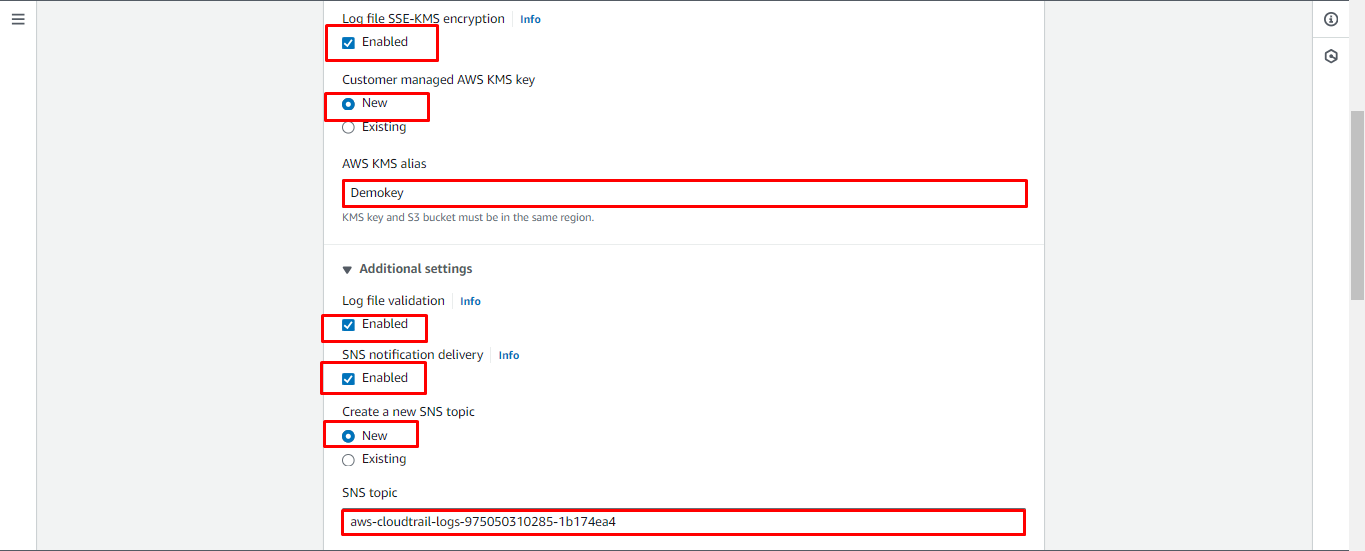 Log file SSE-KMS encryption Info
Enabled
Customer managed AWS KMS key
New
Existing
AWS KMS alias
Demokey
KMS key and S3 bucket must be in the same region.
Additional settings
Log file validation Info
Enabled
SNS notification delivery Info
Enabled
Create a new SNS topic
New
Existing
SNS topic
aws-cloudtrail-logs-975050310285-1b174ea4